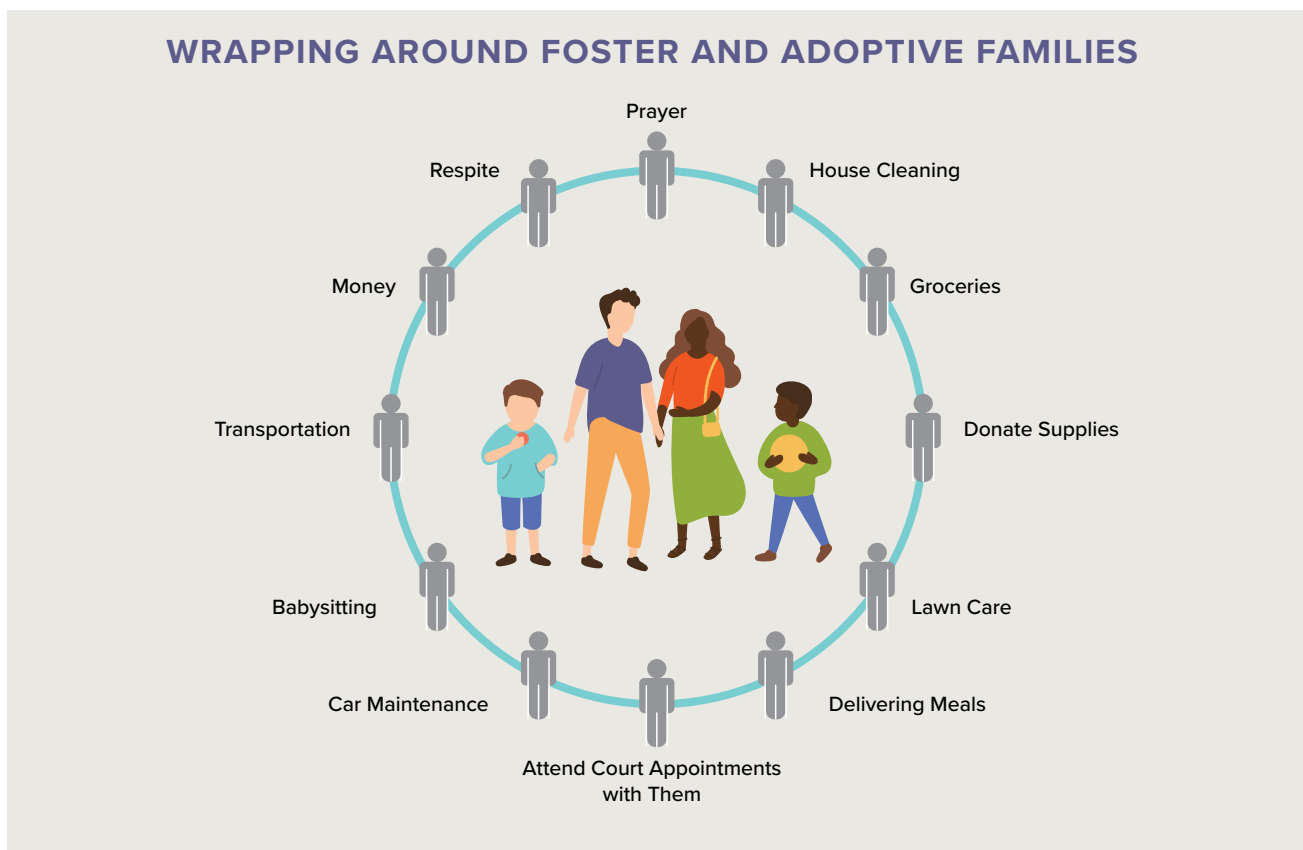 WRAPPING AROUND FOSTER AND ADOPTIVE FAMILIES
Prayer
Respite
House Cleaning
Money
Groceries
Transportation
Donate Supplies
Babysitting
Lawn Care
Car Maintenance
Delivering Meals
Attend Court Appointments
with Them